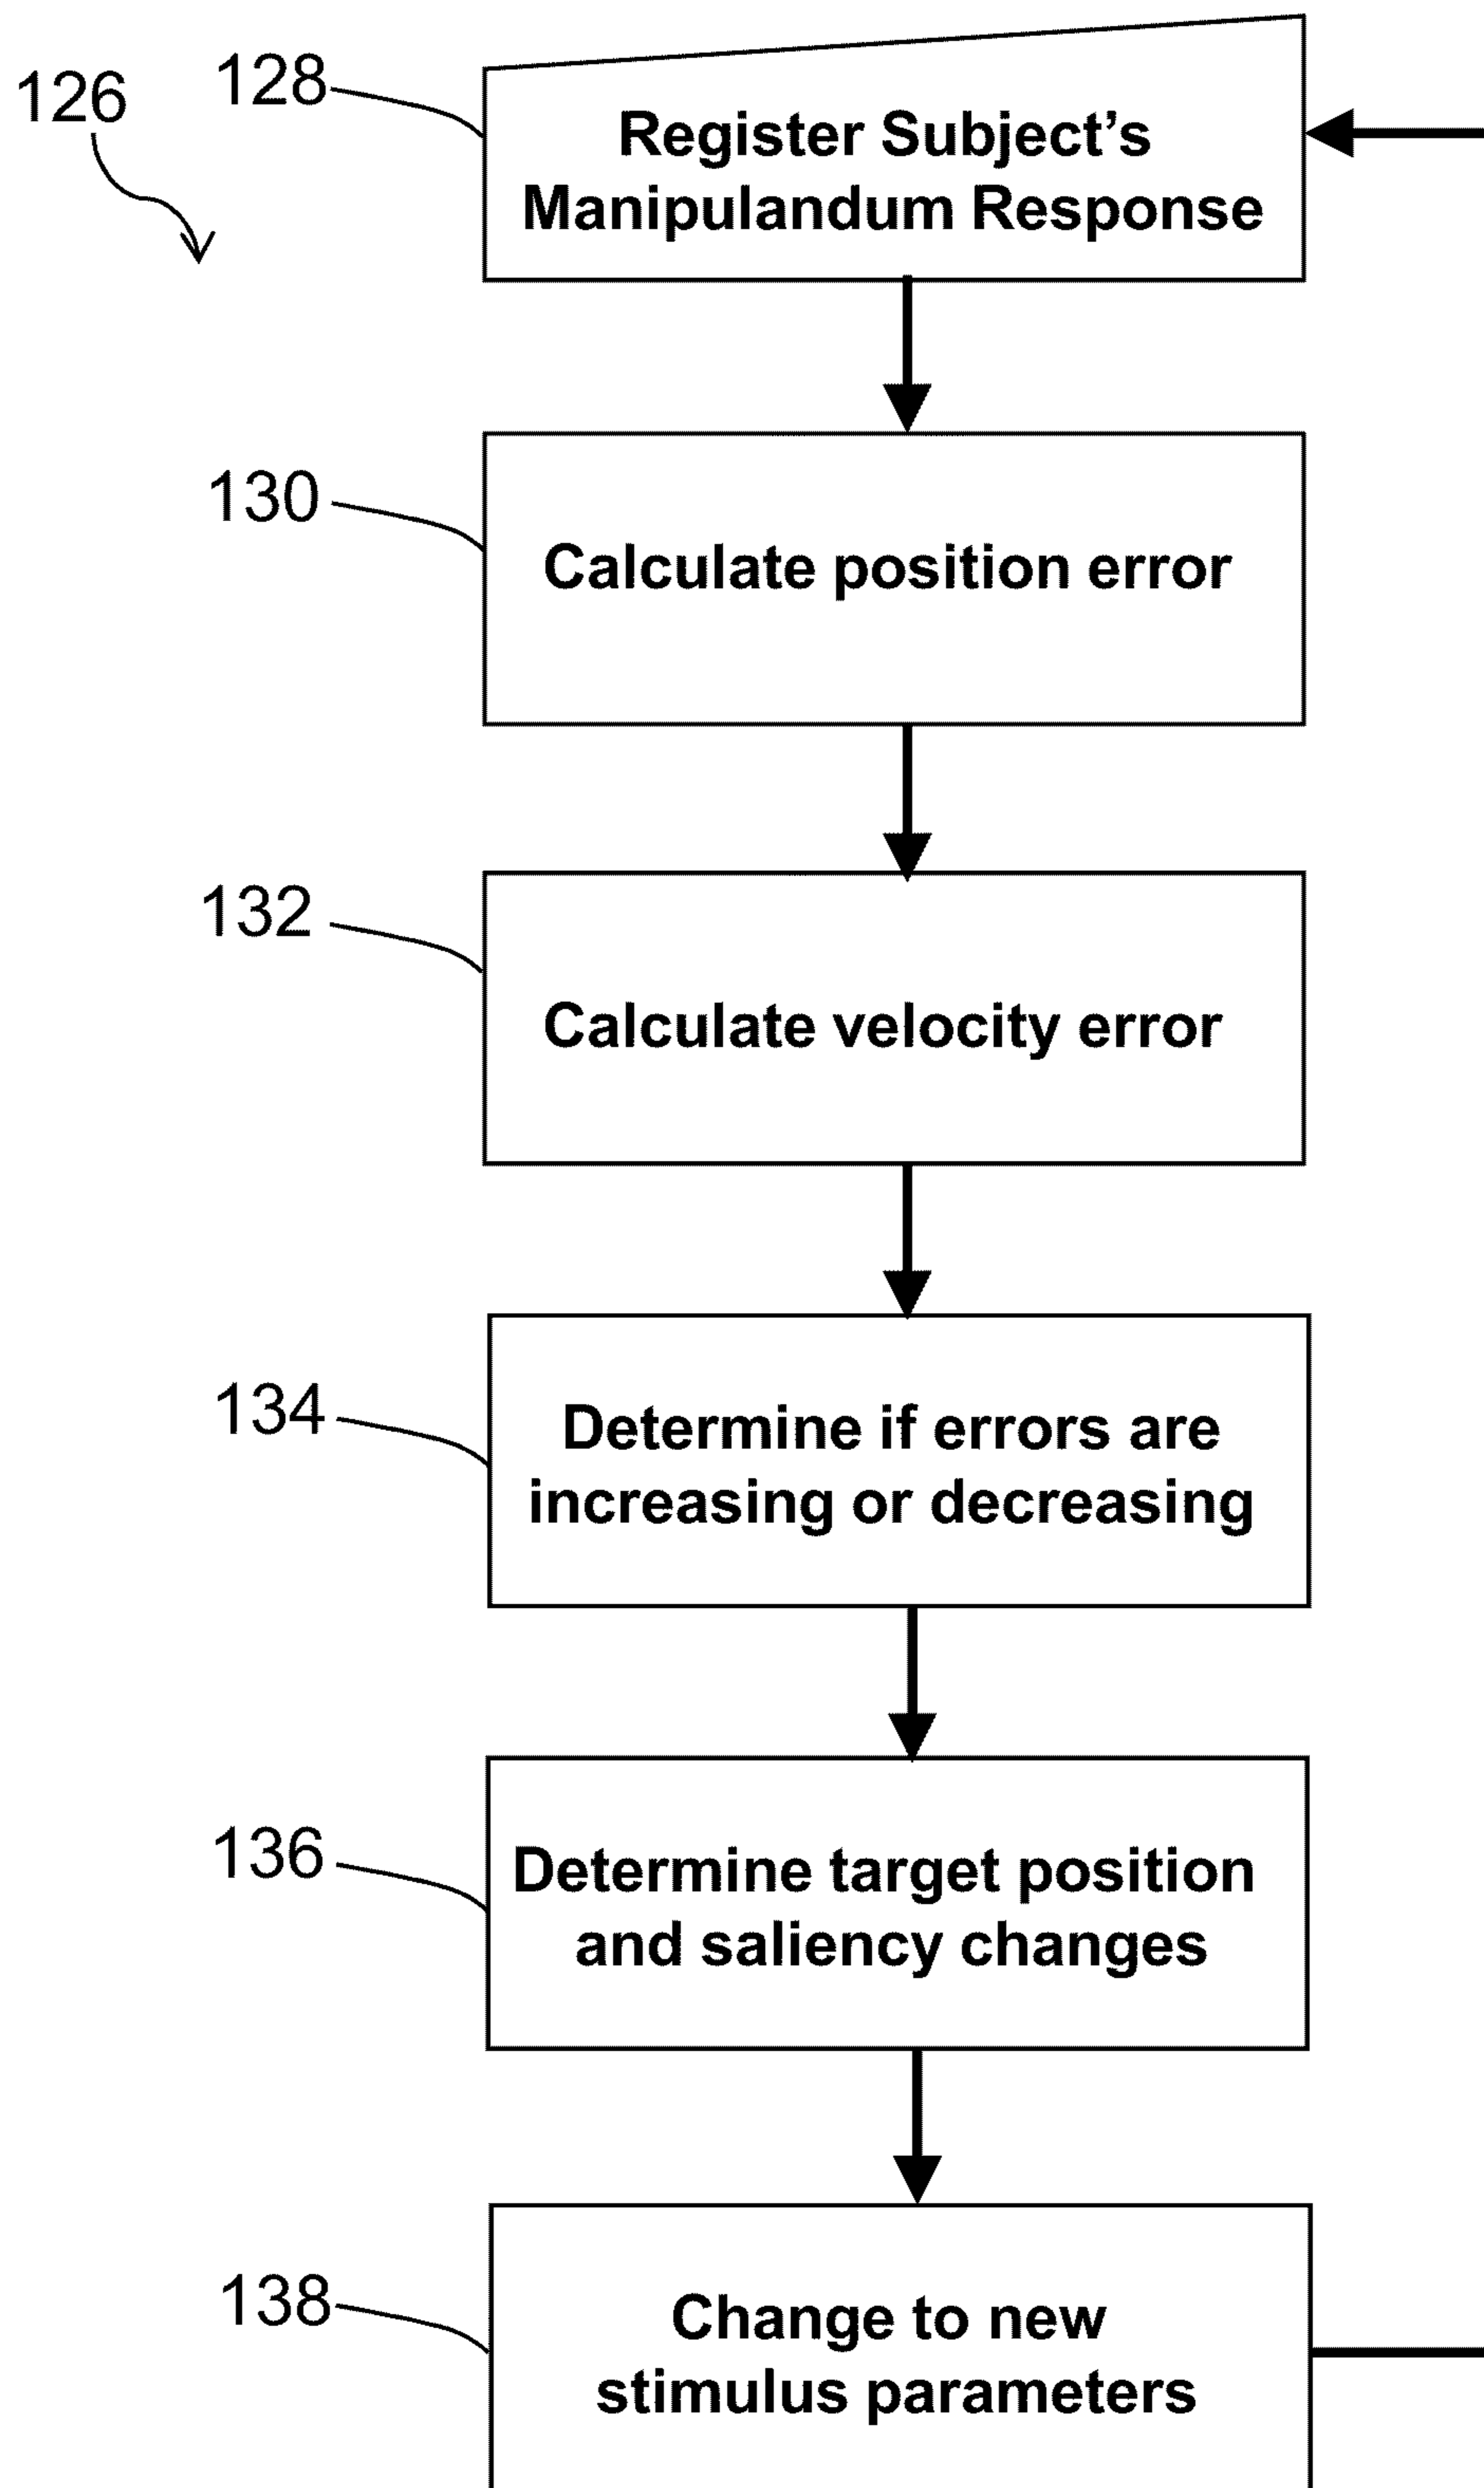 126
128
Register Subject’s
Manipulandum Response
130
Calculate position error
132
Calculate velocity error
134
Determine if errors are
increasing or decreasing
136
Determine target position
and saliency changes
138
Change to new
stimulus parameters